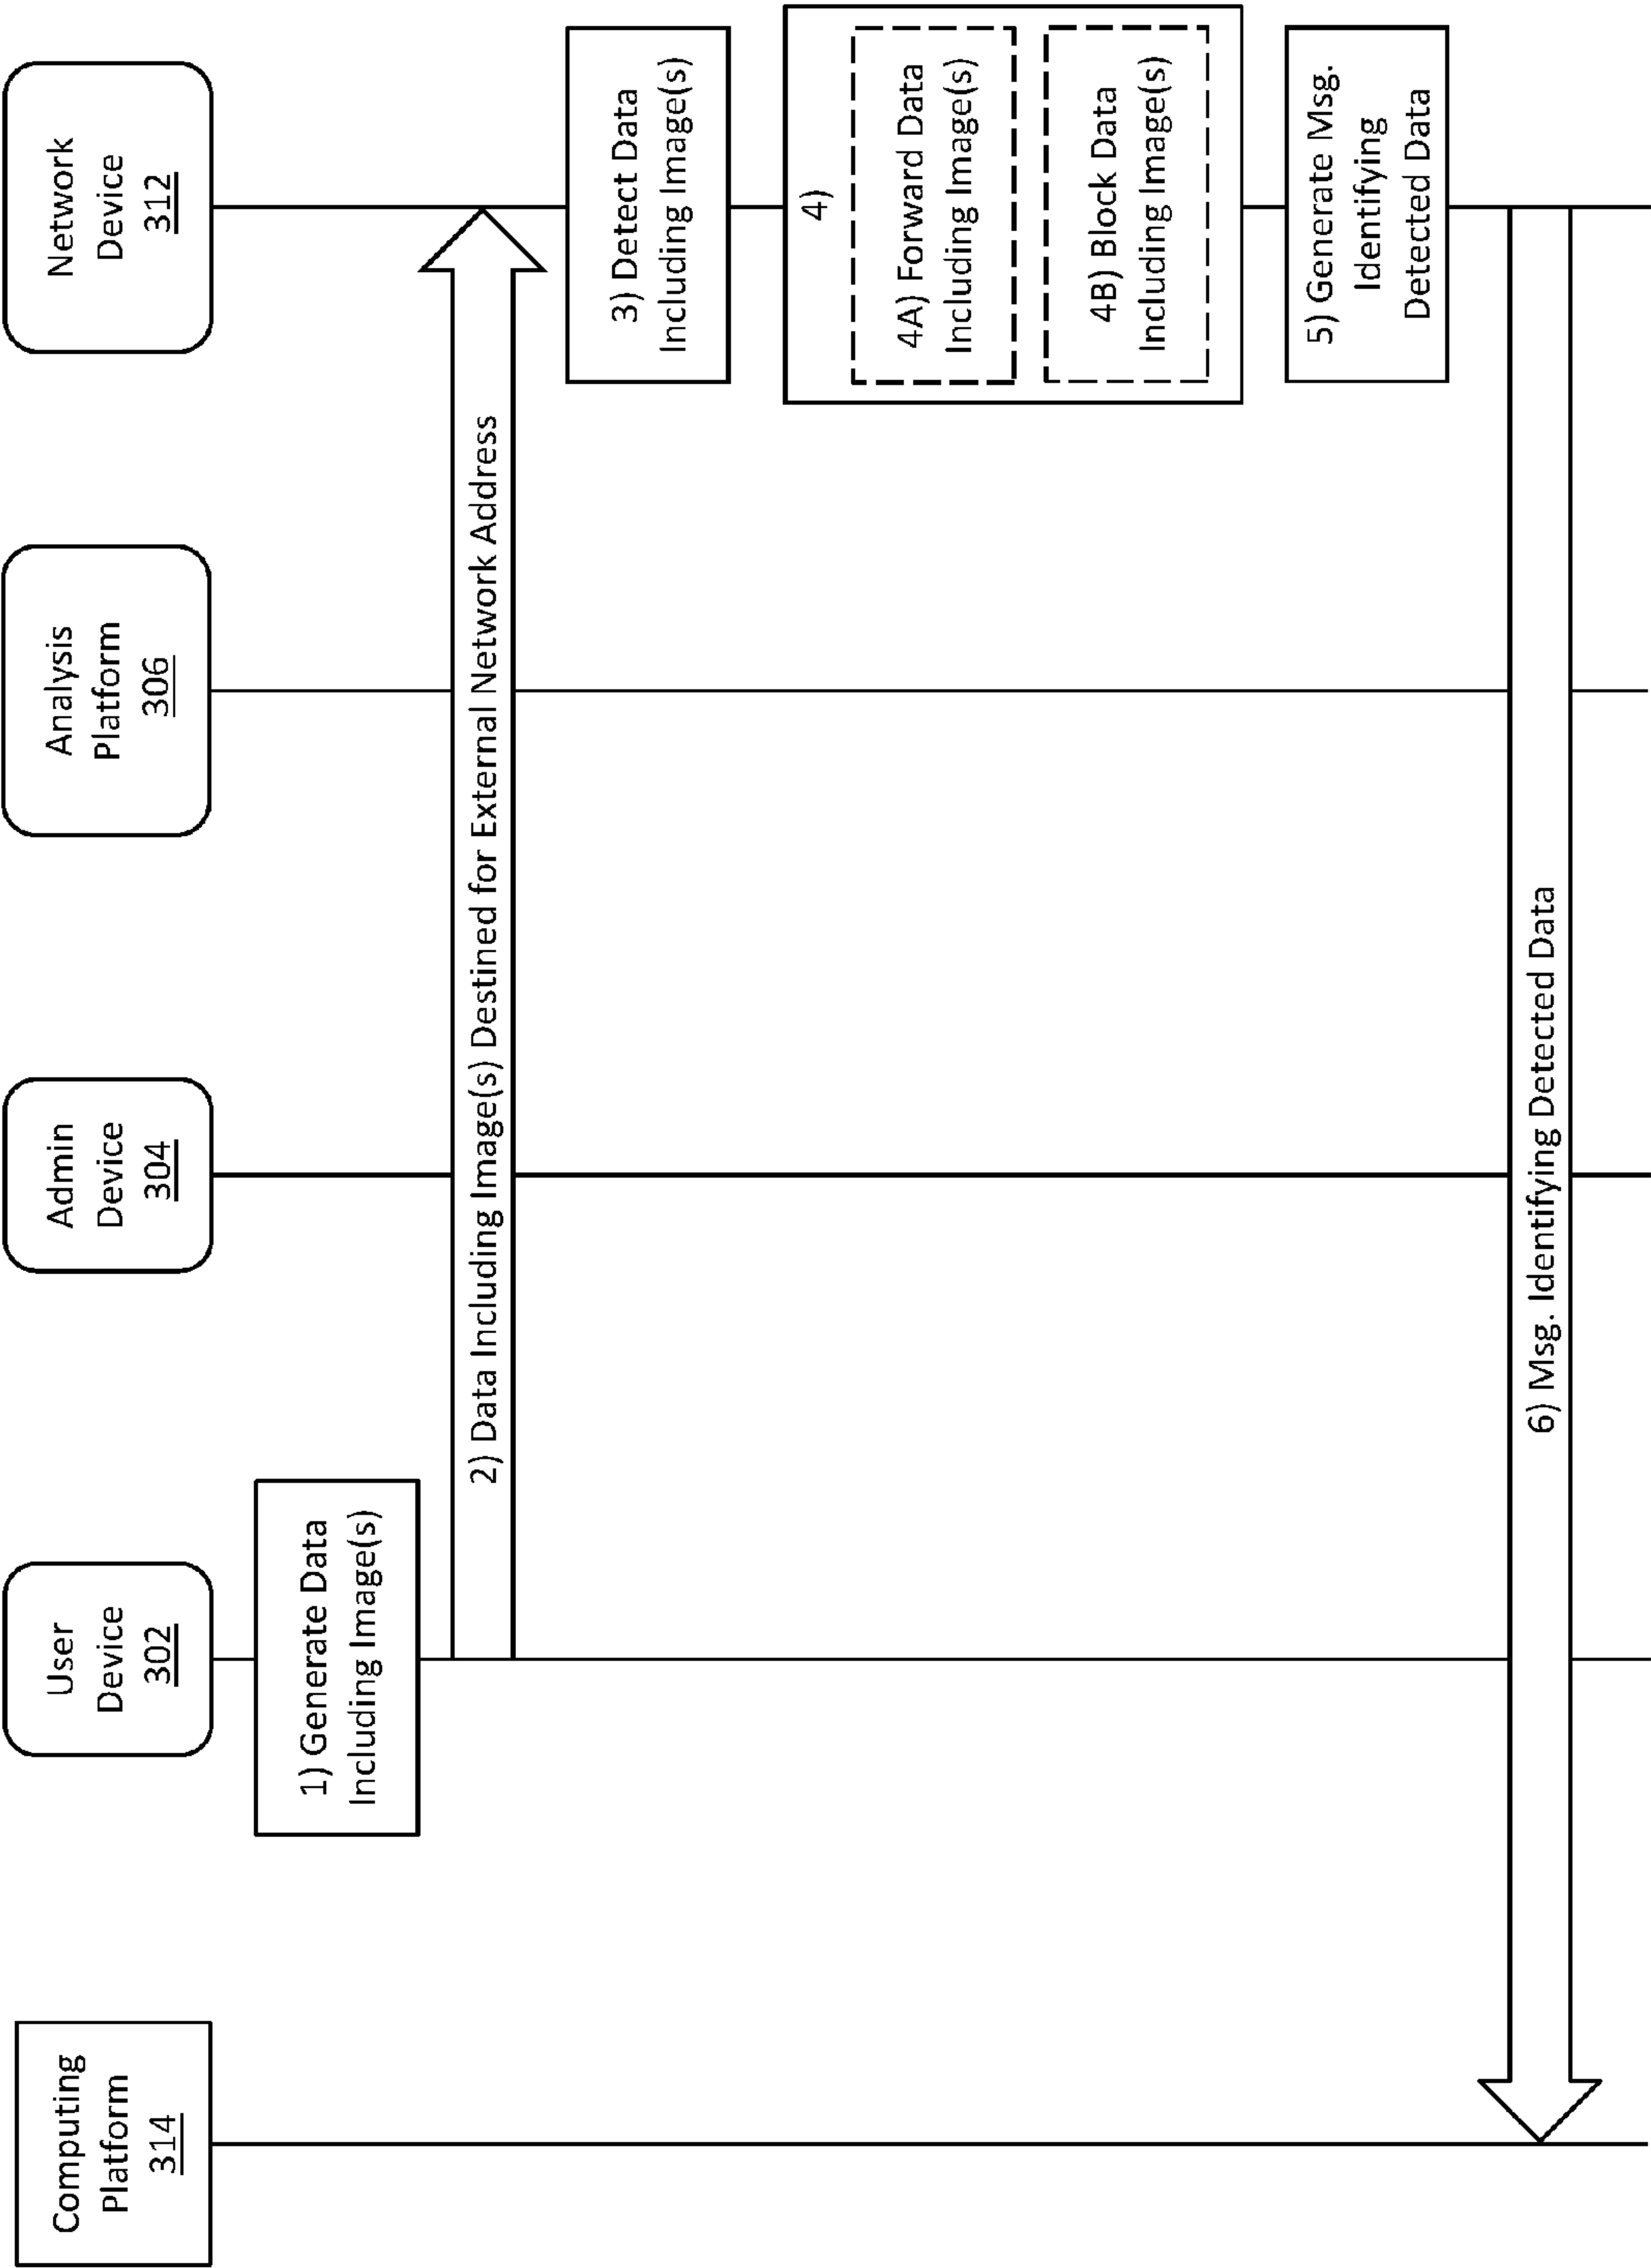 Computing
Platform
314
User
Device
302
Admin
Device
304
Analysis
Platform
306
Network
Device
312
1) Generate Data
Including Image(s)
2) Data Including Image(s) Destined for External Network Address
3) Detect Data
Including Image(s)
4)
4A) Forward Data
Including Image(s)
4B) Block Data
Including Image(s)
5) Generate Msg.
Identifying
Detected Data
6) Msg. Identifying Detected Data